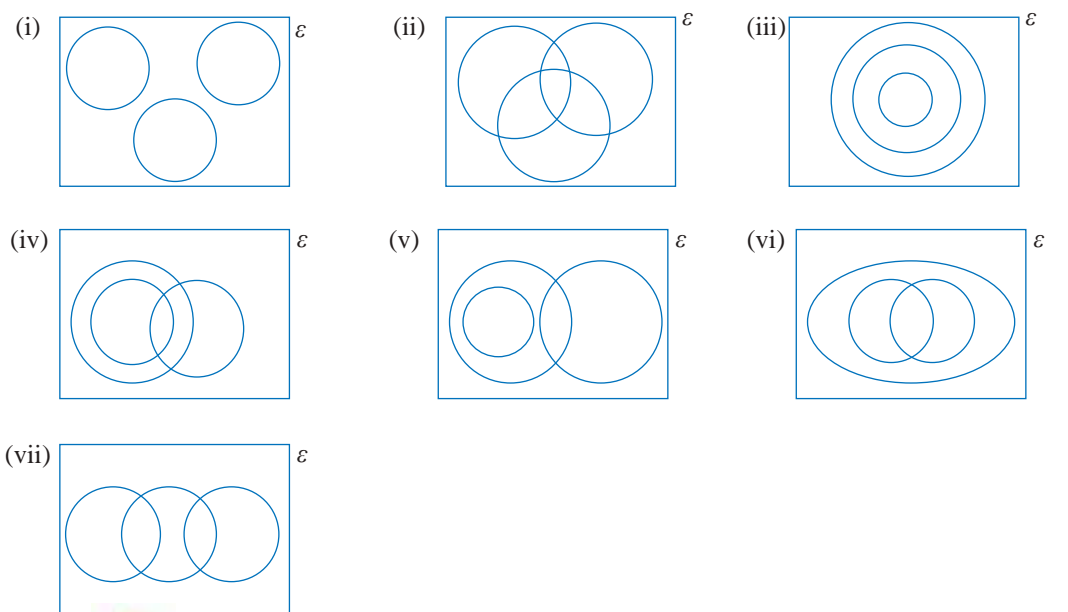 (i) ε (ii) ε (iii) ε
(iv) ε (v) ε (vi) ε
(vii) ε